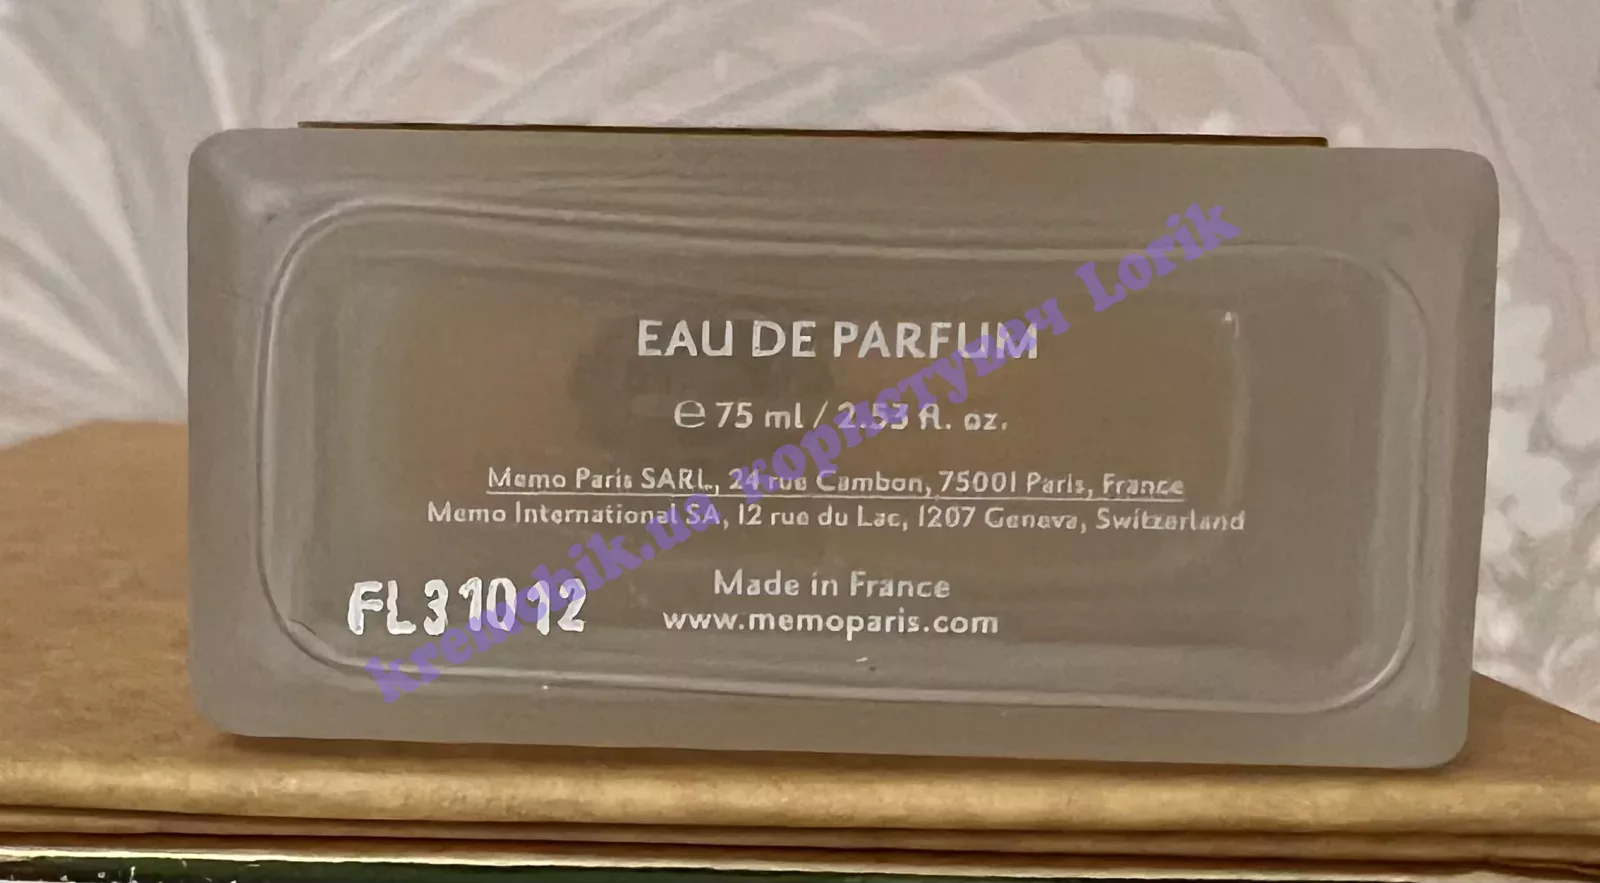 EAU DE PARFUM
e 75 ml / 2.53 fl. oz.
Memo Paris SARL, 24 rue Cambon, 75001 Paris, France
Memo International SA, 12 rue du Lac, 1207 Geneva, Switzerland
Made in France
www.memoparis.com
FL31012
kremchik.ua користувач Lorik